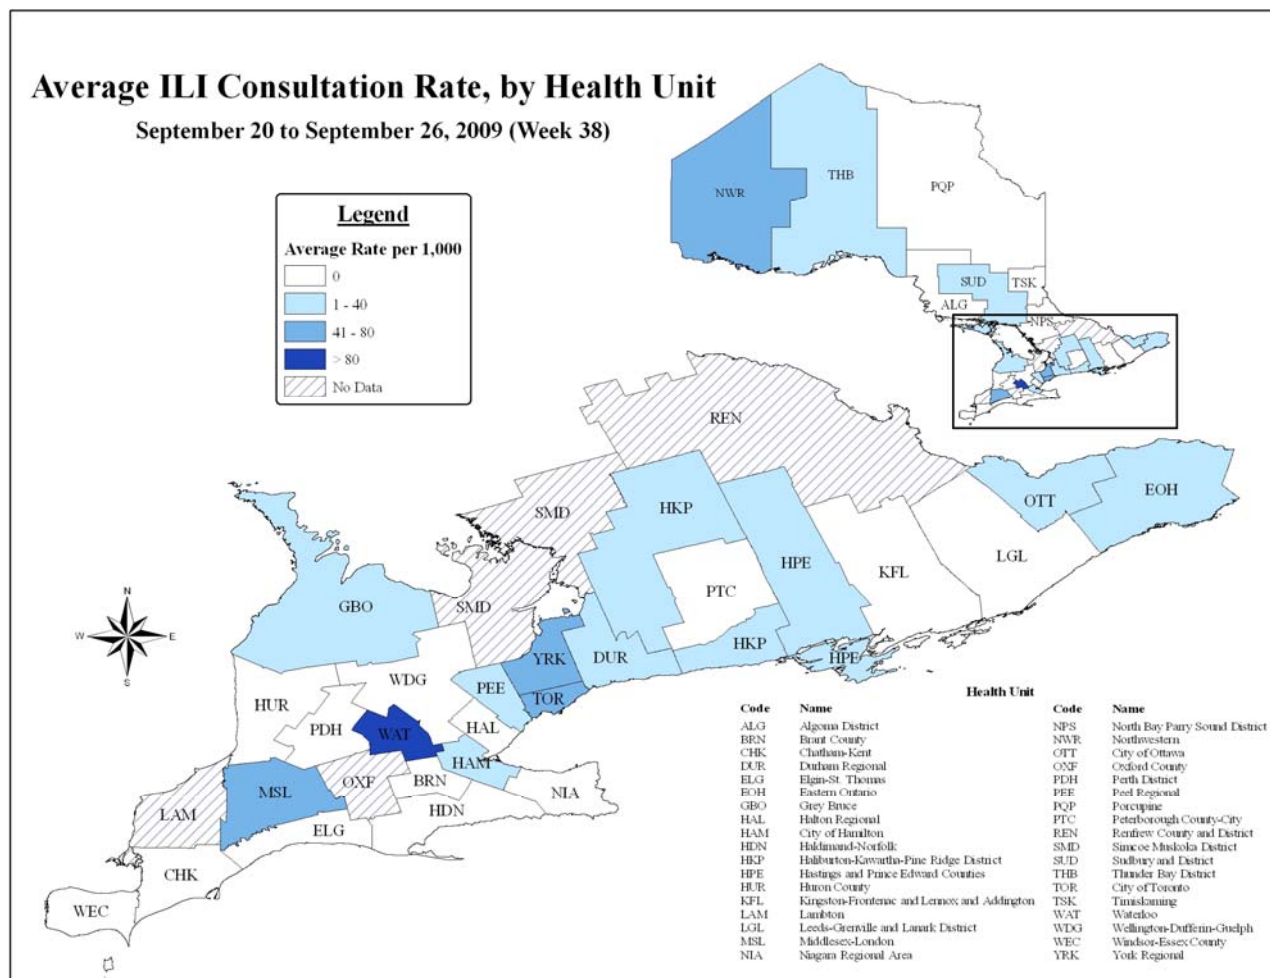 Average ILI Consultation Rate, by Health Unit
September 20 to September 26, 2009 (Week 38)
Legend
Average Rate per 1,000
0
1 - 40
41 - 80
> 80
No Data
NWR
THB
PQP
SUD
TSK
ALG
NPS
REN
SMD
HKP
OTT
EOH
HPE
KFL
LGL
PTC
GBO
SMD
N
W
E
S
YRK
DUR
HKP
HPE
WDG
PEE
TOR
HUR
PDH
WAT
HAL
HAM
OXF
BRN
MSL
NIA
LAM
HDN
ELG
CHK
WEC
Health Unit
Code Name
ALG Algoma District
BRN Brant County
CHK Chatham-Kent
DUR Durham Regional
ELG Elgin-St. Thomas
EOH Eastern Ontario
GBO Grey Bruce
HAL Halton Regional
HAM City of Hamilton
HDN Haldimand-Norfolk
HKP Haliburton-Kawartha-Pine Ridge District
HPE Hastings and Prince Edward Counties
HUR Huron County
KFL Kingston-Frontenac and Lennox and Addington
LAM Lambton
LGL Leeds-Grenville and Lanark District
MSL Middlesex-London
NIA Niagara Regional Area
Code Name
NPS North Bay Parry Sound District
NWR Northwestern
OTT City of Ottawa
OXF Oxford County
PDH Perth District
PEE Peel Regional
PQP Porcupine
PTC Peterborough County-City
REN Renfrew County and District
SMD Simcoe Muskoka District
SUD Sudbury and District
THB Thunder Bay District
TOR City of Toronto
TSK Timiskaming
WAT Waterloo
WDG Wellington-Dufferin-Guelph
WEC Windsor-Essex County
YRK York Regional